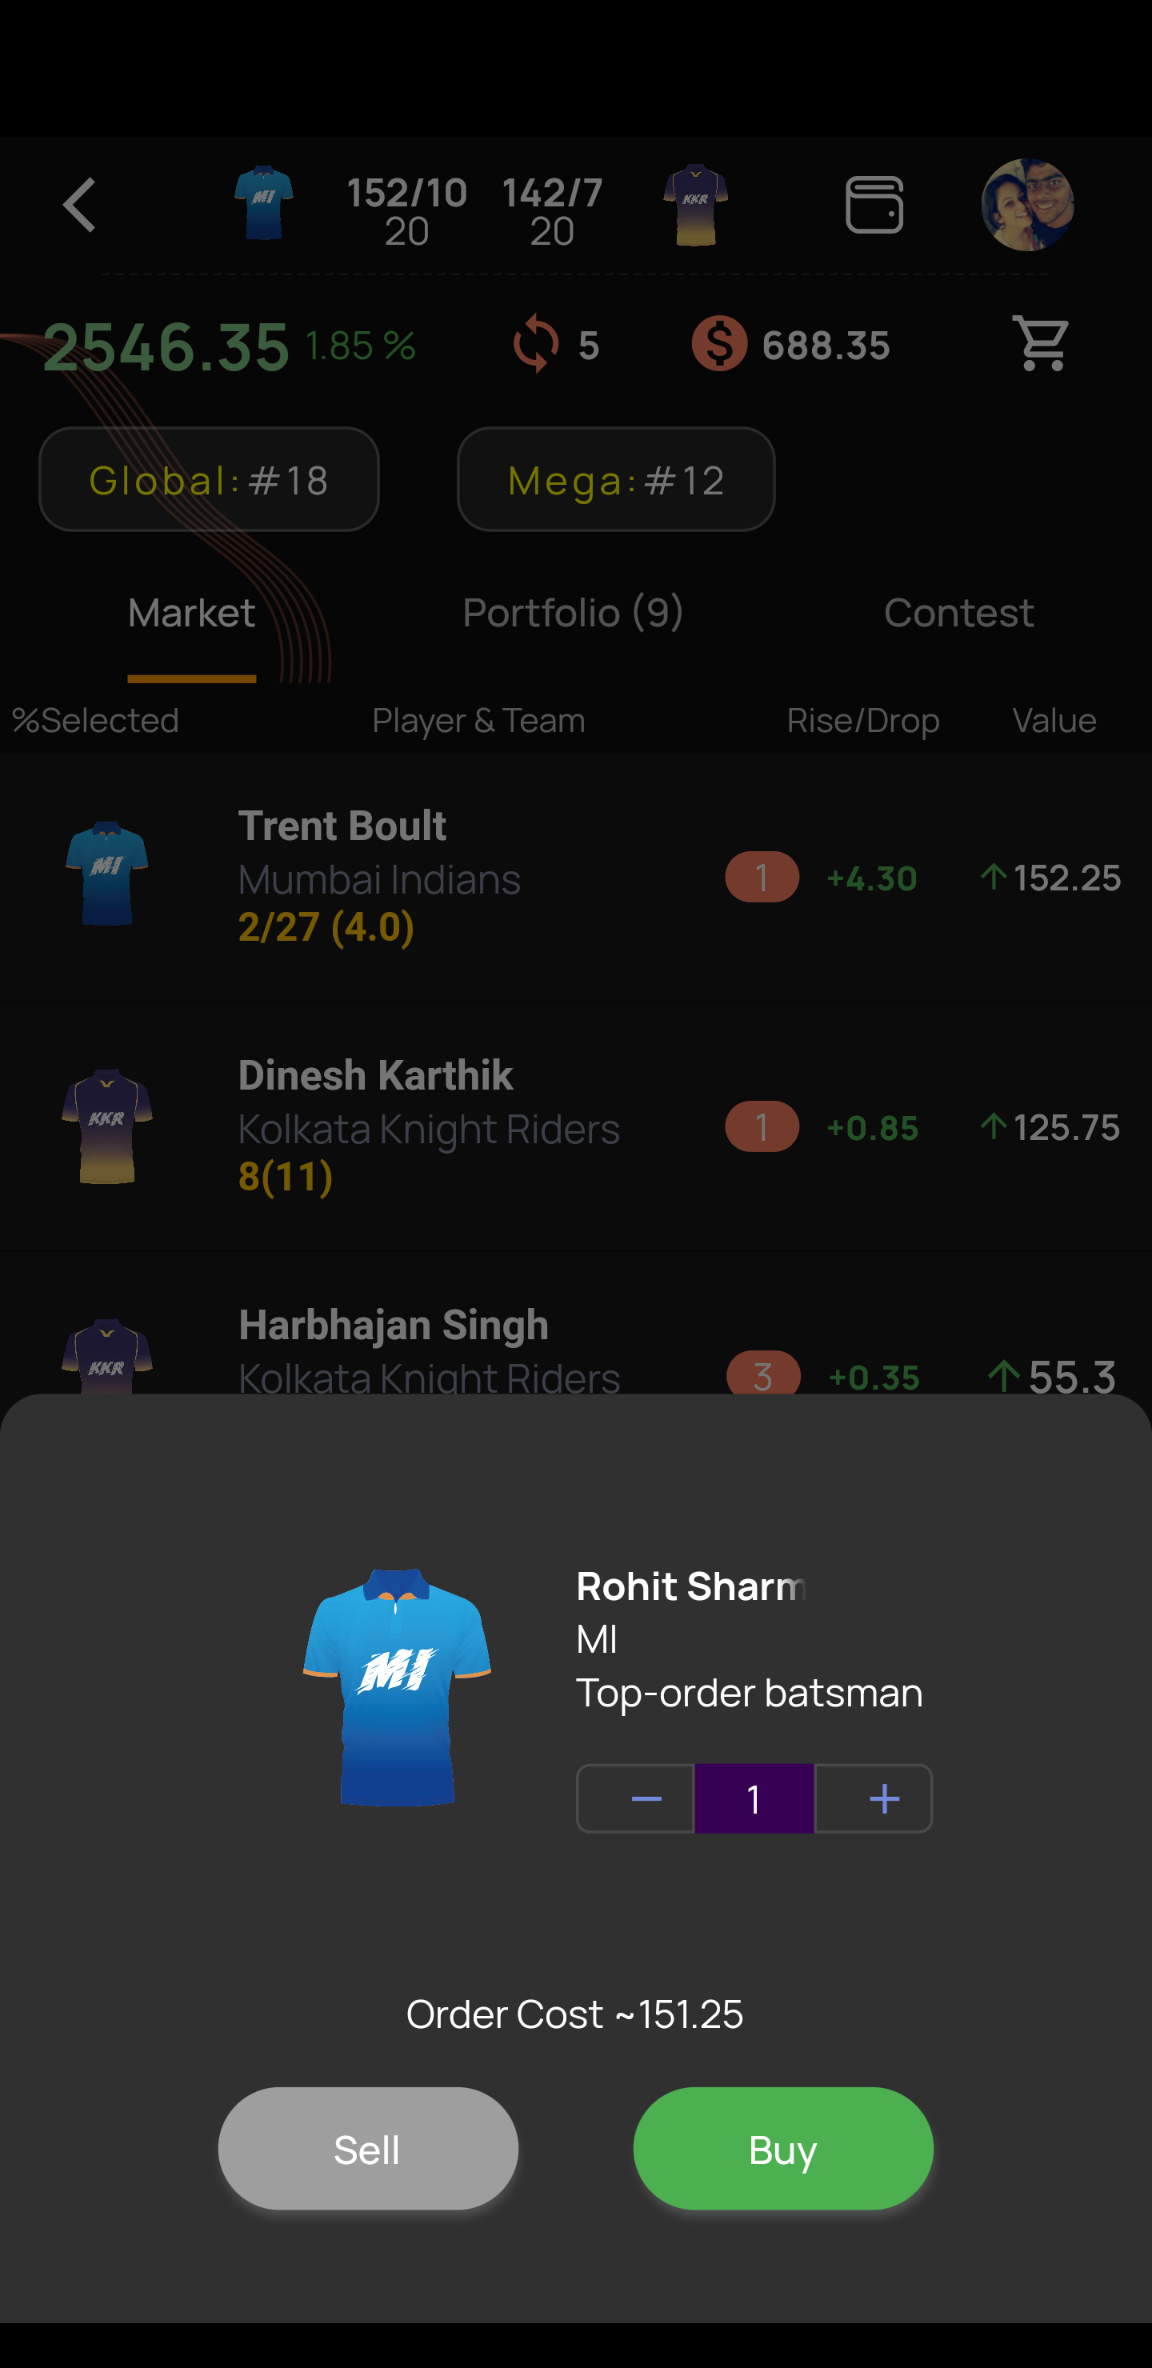 MI 152/10 142/7 KKR
20 20
2546.35 1.85 % 5 $ 688.35
Global:#18 Mega:#12
Market Portfolio (9) Contest
%Selected Player & Team Rise/Drop Value
Trent Boult
MI Mumbai Indians 1 +4.30 ↑152.25
2/27 (4.0)
Dinesh Karthik
KKR Kolkata Knight Riders 1 +0.85 ↑125.75
8(11)
Harbhajan Singh
KKR Kolkata Knight Riders 3 +0.35 ↑55.3
Rohit Sharm
MI
MI
Top-order batsman
− 1 +
Order Cost ~151.25
Sell Buy